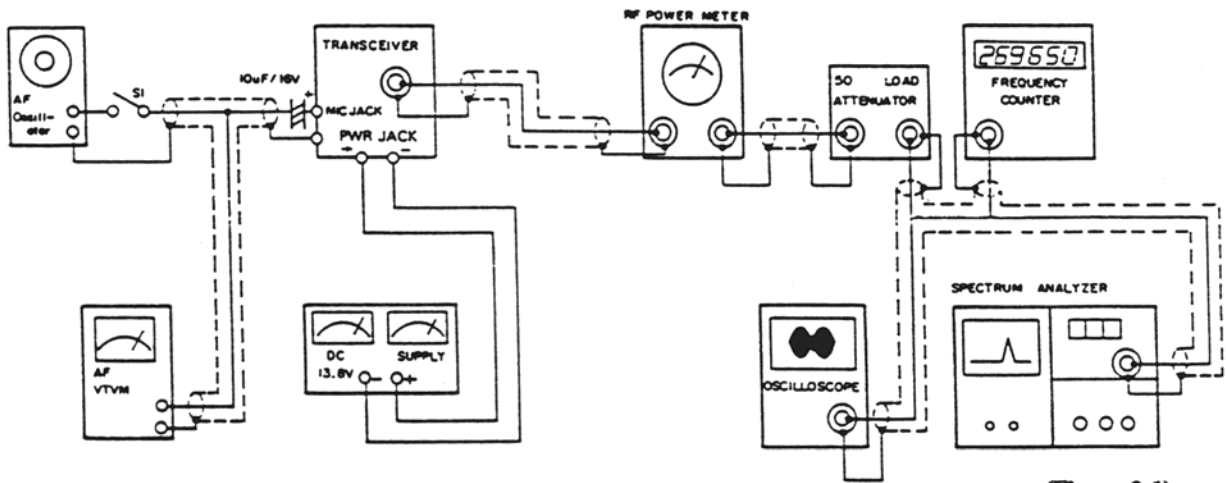 RF POWER METER
TRANSCEIVER
269650
10uF/16V
+
50 LOAD
FREQUENCY
AF
S1
ATTENUATOR
COUNTER
Oscill-
ator
MIC JACK
PWR JACK
+ -
SPECTRUM ANALYZER
DC SUPPLY
13.8V - +
AF
VTVM
OSCILLOSCOPE